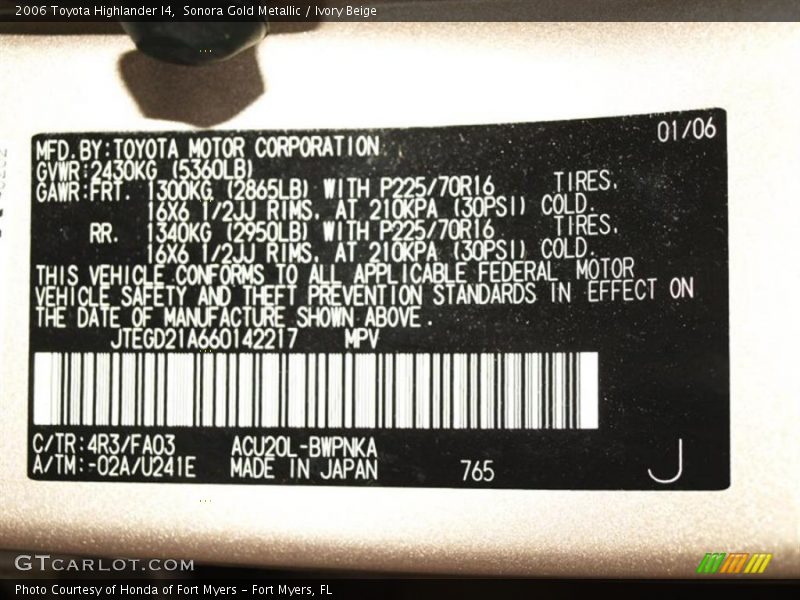 2006 Toyota Highlander I4,  Sonora Gold Metallic / Ivory Beige
01/06
MFD.BY:TOYOTA MOTOR CORPORATION
GVWR:2430KG (5360LB)
GAWR:FRT. 1300KG (2865LB) WITH P225/70R16 TIRES.
16X6 1/2JJ RIMS. AT 210KPA (30PSI) COLD.
RR. 1340KG (2950LB) WITH P225/70R16 TIRES.
16X6 1/2JJ RIMS. AT 210KPA (30PSI) COLD.
THIS VEHICLE CONFORMS TO ALL APPLICABLE FEDERAL MOTOR
VEHICLE SAFETY AND THEFT PREVENTION STANDARDS IN EFFECT ON
THE DATE OF MANUFACTURE SHOWN ABOVE.
JTEGD21A660142217 MPV
C/TR:4R3/FA03 ACU20L-BWPNKA
A/TM:-02A/U241E MADE IN JAPAN 765 J
GTCARLOT.COM
Photo Courtesy of Honda of Fort Myers - Fort Myers, FL